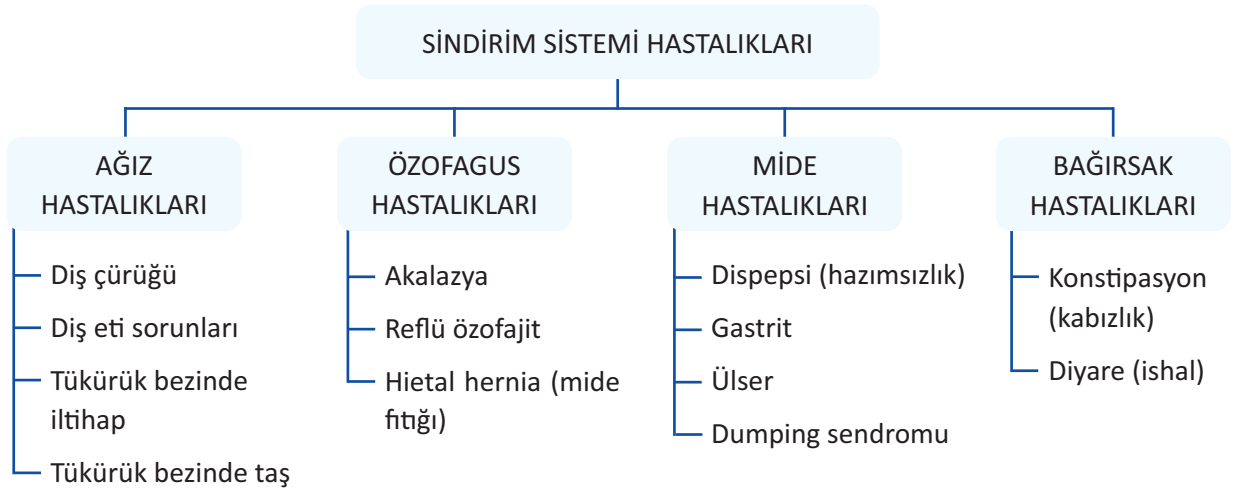 SİNDİRİM SİSTEMİ HASTALIKLARI
AĞIZ
HASTALIKLARI
Diş çürüğü
Diş eti sorunları
Tükürük bezinde
iltihap
Tükürük bezinde taş
ÖZOFAGUS
HASTALIKLARI
Akalazya
Reflü özofajit
Hietal hernia (mide
fıtığı)
MİDE
HASTALIKLARI
Dispepsi (hazımsızlık)
Gastrit
Ülser
Dumping sendromu
BAĞIRSAK
HASTALIKLARI
Konstipasyon
(kabızlık)
Diyare (ishal)